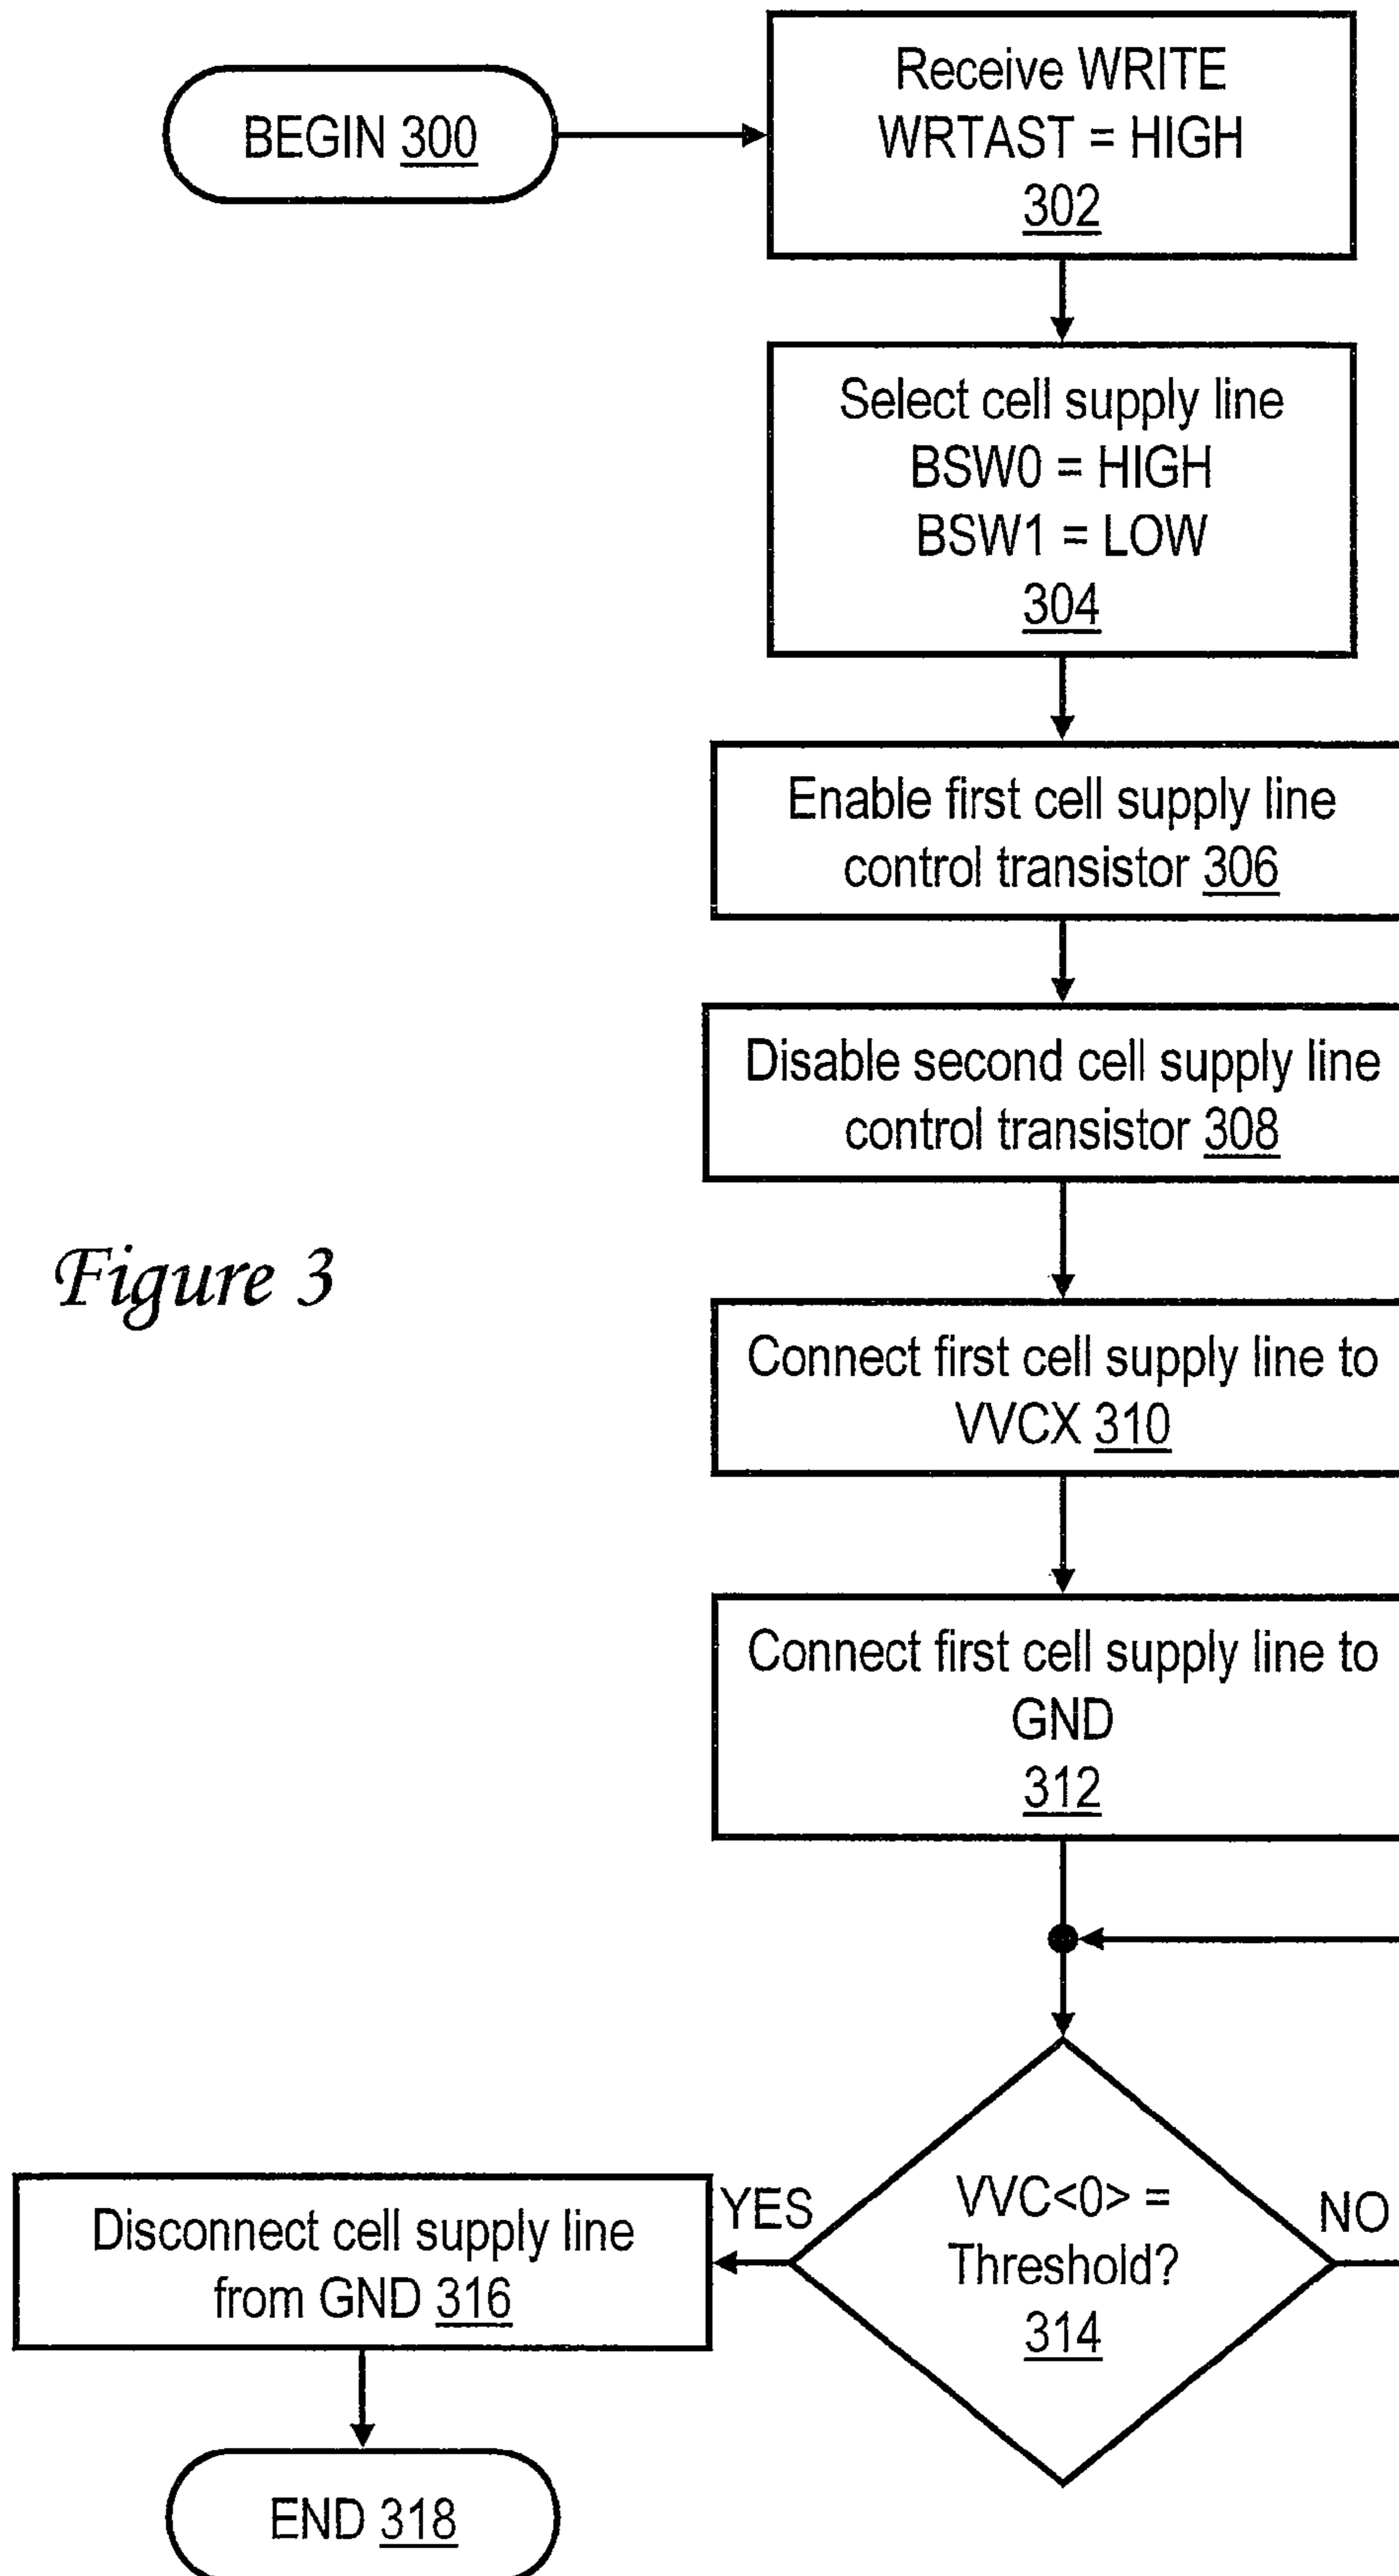 BEGIN 300
Receive WRITE
WRTAST = HIGH
302
Select cell supply line
BSW0 = HIGH
BSW1 = LOW
304
Enable first cell supply line
control transistor 306
Disable second cell supply line
control transistor 308
Figure 3
Connect first cell supply line to
VVCX 310
Connect first cell supply line to
GND
312
VVC<0> =
Threshold?
314
YES
NO
Disconnect cell supply line
from GND 316
END 318